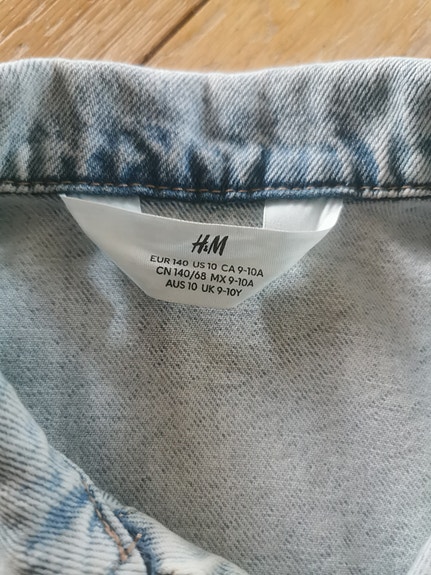 H&M
EUR 140 US 10 CA 9-10A
CN 140/68 MX 9-10A
AUS 10 UK 9-10Y